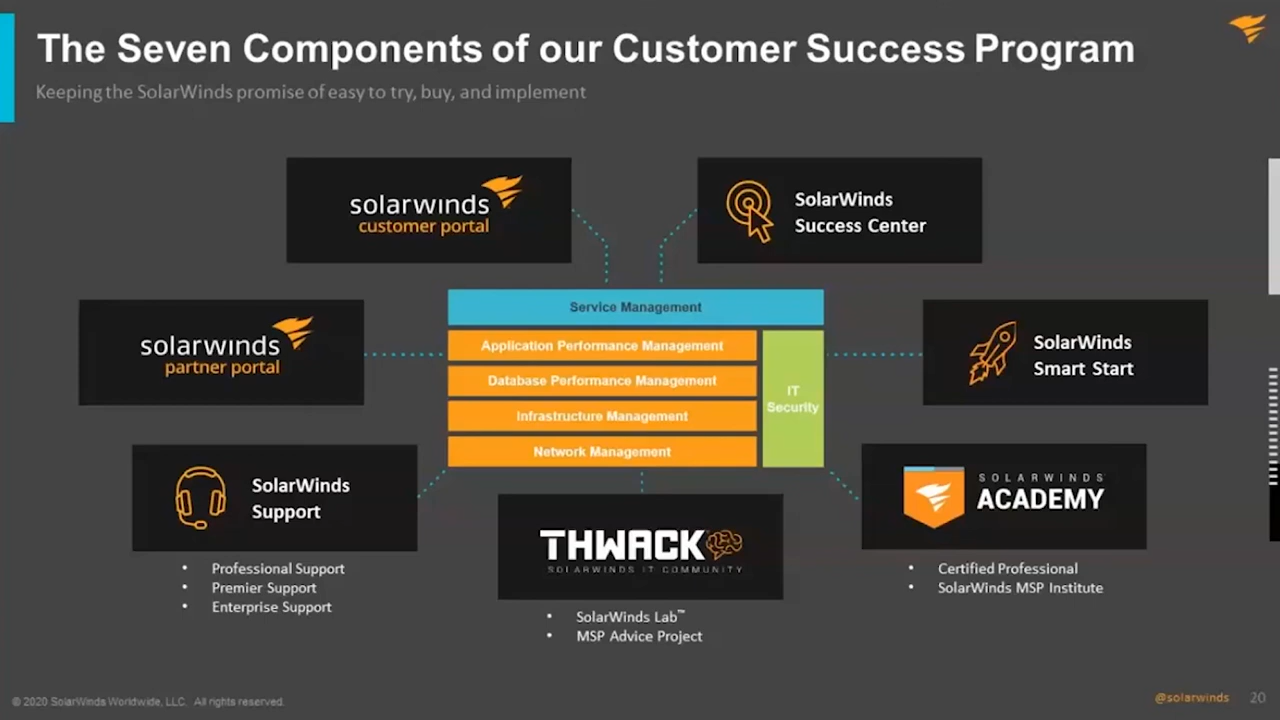 The Seven Components of our Customer Success Program
Keeping the SolarWinds promise of easy to try, buy, and implement
solarwinds
customer portal
SolarWinds
Success Center
solarwinds
partner portal
Service Management
Application Performance Management
Database Performance Management
Infrastructure Management
Network Management
IT
Security
SolarWinds
Smart Start
SolarWinds
Support
• Professional Support
• Premier Support
• Enterprise Support
THWACK
SOLARWINDS IT COMMUNITY
• SolarWinds Lab™
• MSP Advice Project
SOLARWINDS
ACADEMY
• Certified Professional
• SolarWinds MSP Institute
© 2020 SolarWinds Worldwide, LLC. All rights reserved.
@solarwinds
20